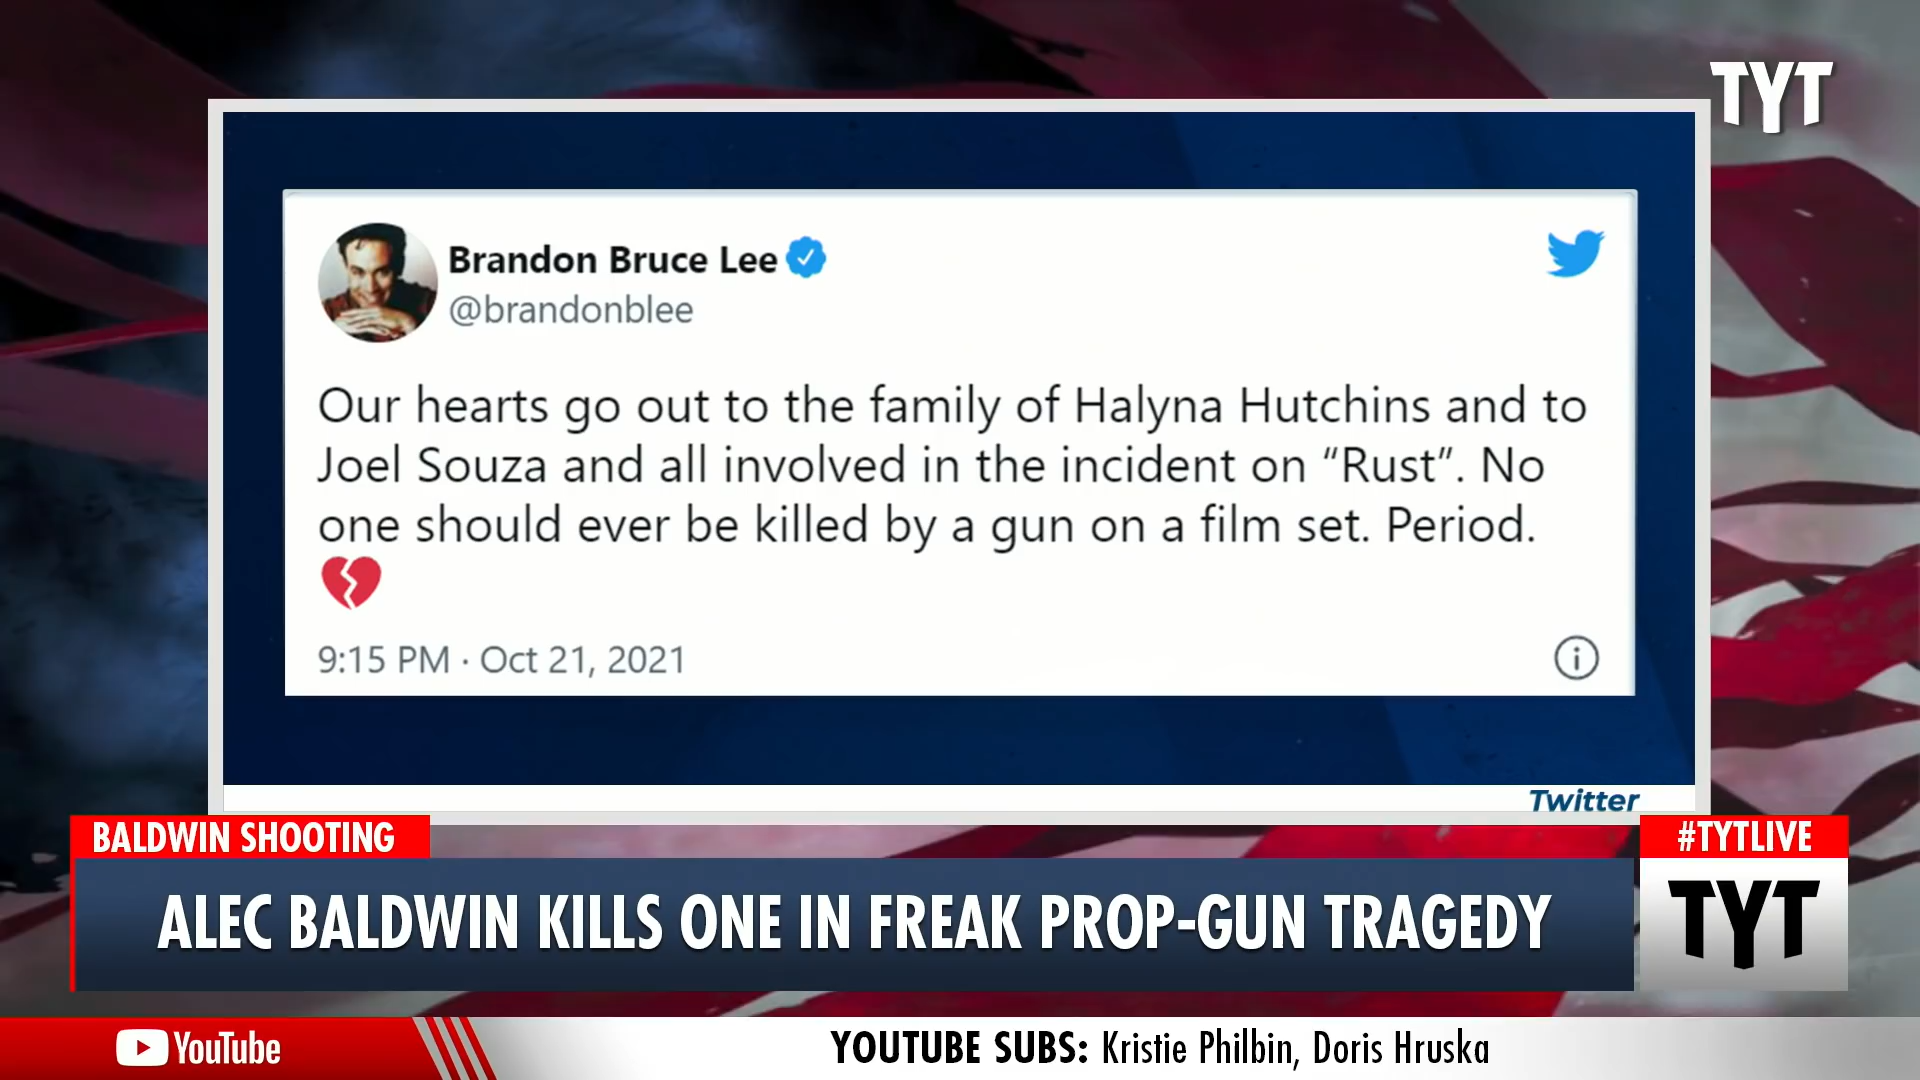 TYT
Brandon Bruce Lee
@brandonblee
Our hearts go out to the family of Halyna Hutchins and to
Joel Souza and all involved in the incident on “Rust”. No
one should ever be killed by a gun on a film set. Period.
💔
9:15 PM · Oct 21, 2021
Twitter
BALDWIN SHOOTING
#TYTLIVE
ALEC BALDWIN KILLS ONE IN FREAK PROP-GUN TRAGEDY
TYT
YouTube
YOUTUBE SUBS: Kristie Philbin, Doris Hruska